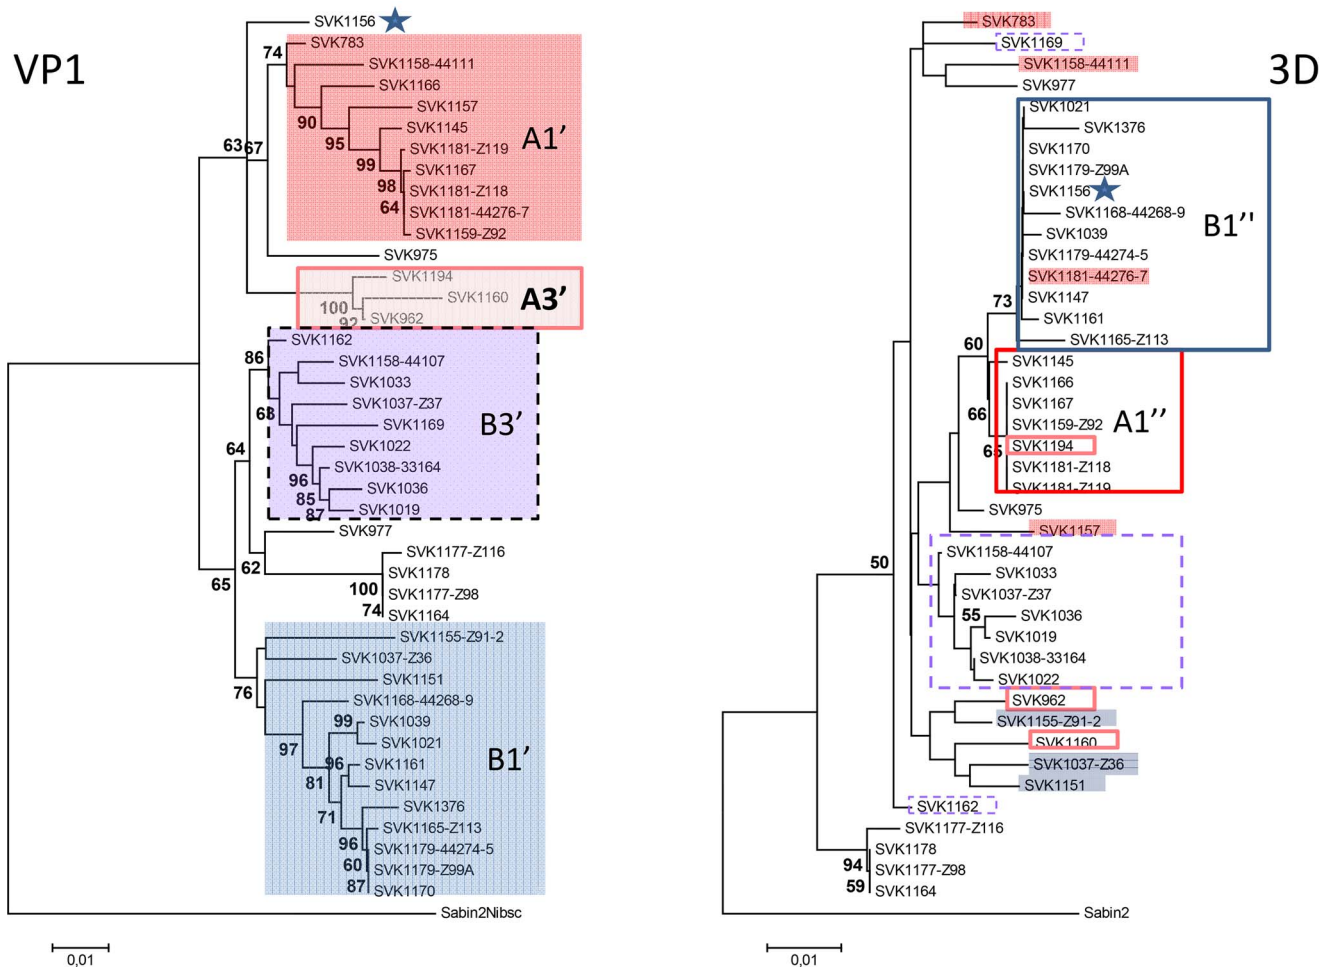 VP1
SVK1156
SVK783
74
SVK1158-44111
SVK1166
SVK1157
90
SVK1145
95
A1’
SVK1181-Z119
63
67
99
SVK1167
98
SVK1181-Z118
64
SVK1181-44276-7
SVK1159-Z92
SVK975
SVK1194
SVK1160
100
A3’
92
SVK962
SVK1162
86
SVK1158-44107
SVK1033
SVK1037-Z37
63
SVK1169
B3’
SVK1022
64
SVK1038-33164
96
SVK1036
85
SVK1019
87
SVK977
SVK1177-Z116
62
SVK1178
65
100
SVK1177-Z98
74
SVK1164
SVK1155-Z91-2
SVK1037-Z36
SVK1151
76
SVK1168-44268-9
99
SVK1039
SVK1021
97
B1’
96
SVK1161
81
SVK1147
SVK1376
71
SVK1165-Z113
96
SVK1179-44274-5
60
SVK1179-Z99A
87
SVK1170
Sabin2Nibsc
0,01
3D
SVK783
SVK1169
SVK1158-44111
SVK977
SVK1021
SVK1376
SVK1170
SVK1179-Z99A
SVK1156
SVK1168-44268-9
B1’’
SVK1039
SVK1179-44274-5
SVK1181-44276-7
73
SVK1147
SVK1161
60
SVK1165-Z113
SVK1145
SVK1166
66
SVK1167
SVK1159-Z92
A1’’
65
SVK1194
SVK1181-Z118
SVK1181-Z119
SVK975
SVK1157
SVK1158-44107
50
SVK1033
SVK1037-Z37
55
SVK1036
SVK1019
SVK1038-33164
SVK1022
SVK962
SVK1155-Z91-2
SVK1160
SVK1037-Z36
SVK1151
SVK1162
SVK1177-Z116
SVK1178
94
SVK1177-Z98
59
SVK1164
Sabin2
0,01